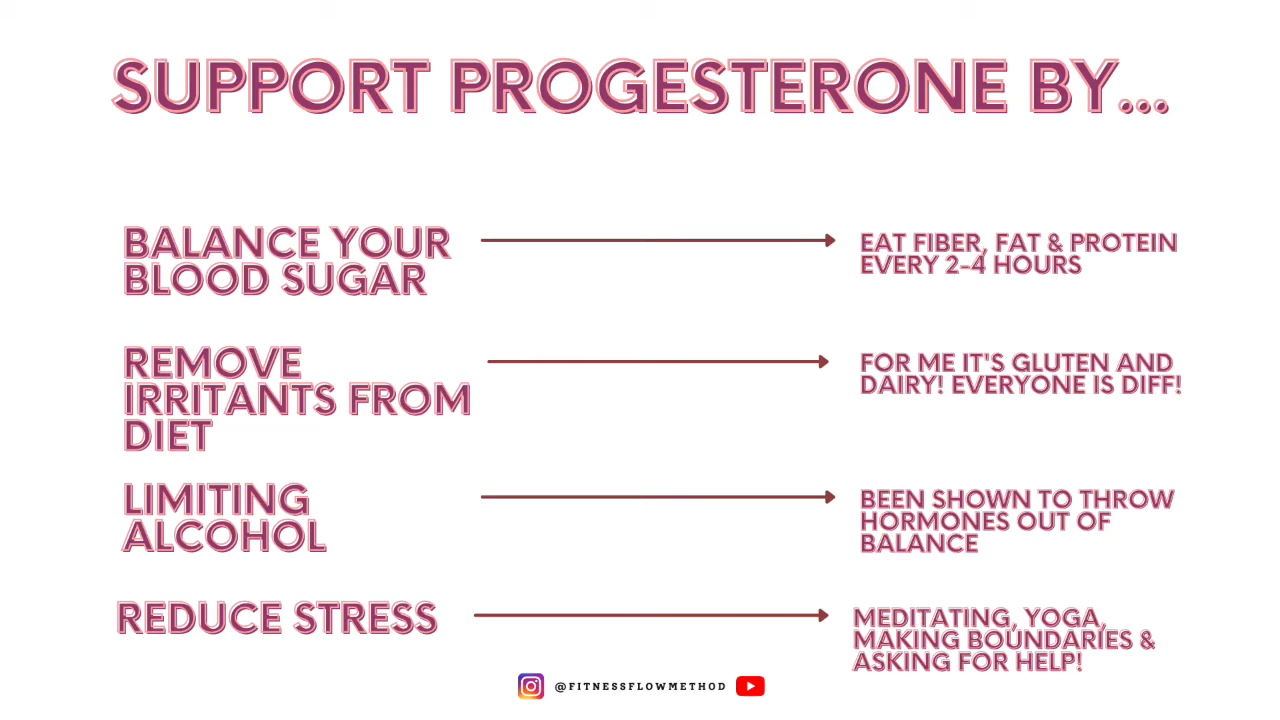 SUPPORT PROGESTERONE BY...
BALANCE YOUR
BLOOD SUGAR
EAT FIBER, FAT & PROTEIN
EVERY 2-4 HOURS
REMOVE
IRRITANTS FROM
DIET
FOR ME IT'S GLUTEN AND
DAIRY! EVERYONE IS DIFF!
LIMITING
ALCOHOL
BEEN SHOWN TO THROW
HORMONES OUT OF
BALANCE
REDUCE STRESS
MEDITATING, YOGA,
MAKING BOUNDARIES &
ASKING FOR HELP!
@FITNESSFLOWMETHOD